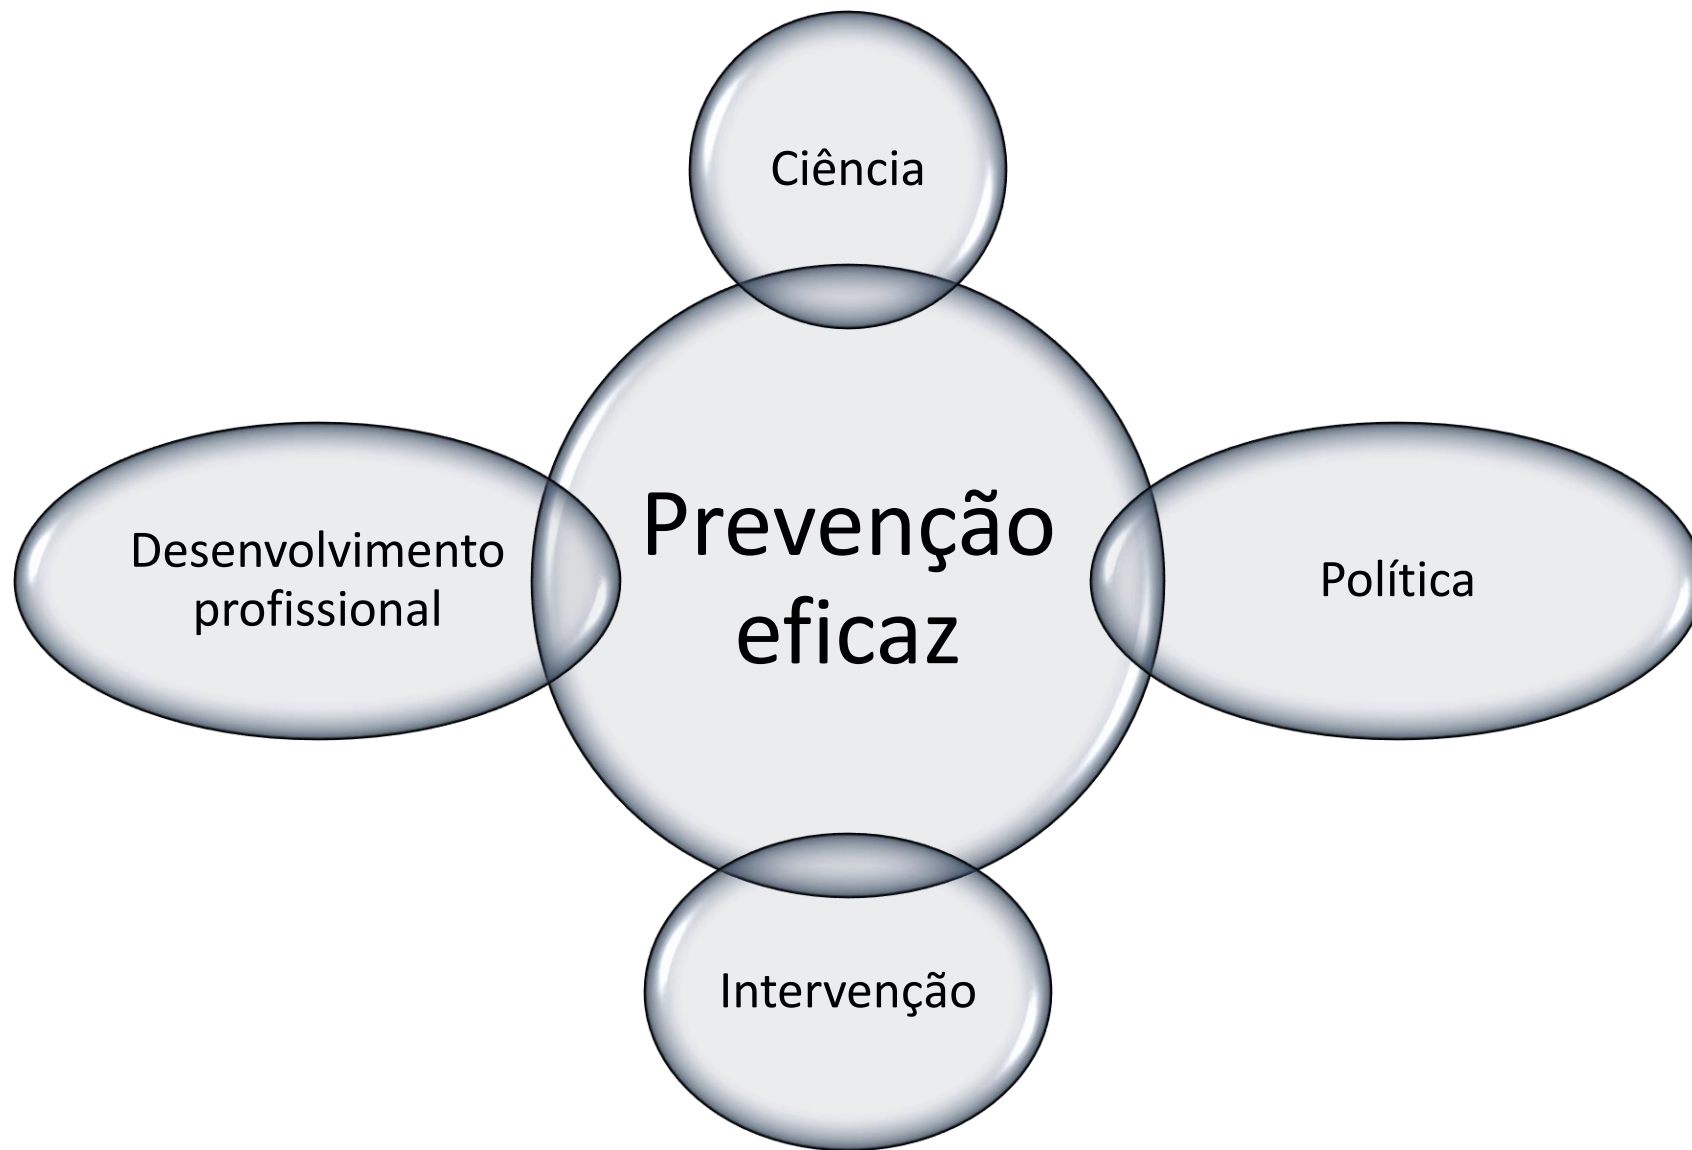 Ciência
Desenvolvimento
profissional
Prevenção
eficaz
Política
Intervenção